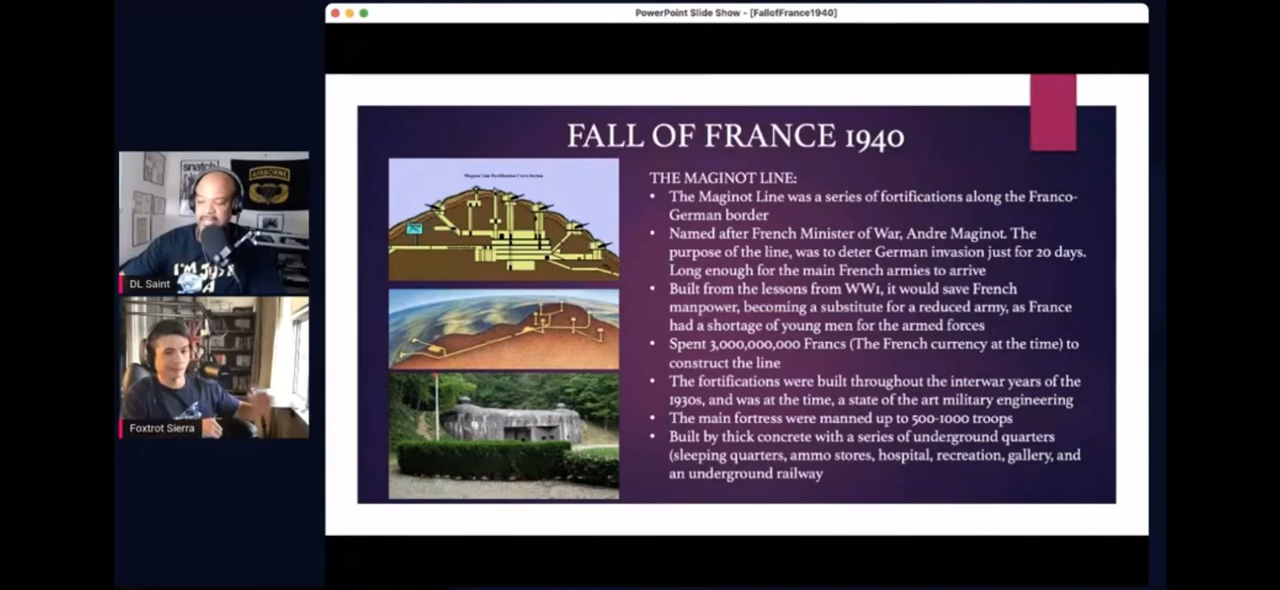 PowerPoint Slide Show - [FallofFrance1940]
FALL OF FRANCE 1940
snatch
AIRBORNE
I'M JUST
DL Saint
Foxtrot Sierra
Maginot Line Fortification Cross Section
THE MAGINOT LINE:
• The Maginot Line was a series of fortifications along the Franco-
German border
• Named after French Minister of War, Andre Maginot. The
purpose of the line, was to deter German invasion just for 20 days.
Long enough for the main French armies to arrive
• Built from the lessons from WW1, it would save French
manpower, becoming a substitute for a reduced army, as France
had a shortage of young men for the armed forces
• Spent 3,000,000,000 Francs (The French currency at the time) to
construct the line
• The fortifications were built throughout the interwar years of the
1930s, and was at the time, a state of the art military engineering
• The main fortress were manned up to 500-1000 troops
• Built by thick concrete with a series of underground quarters
(sleeping quarters, ammo stores, hospital, recreation, gallery, and
an underground railway